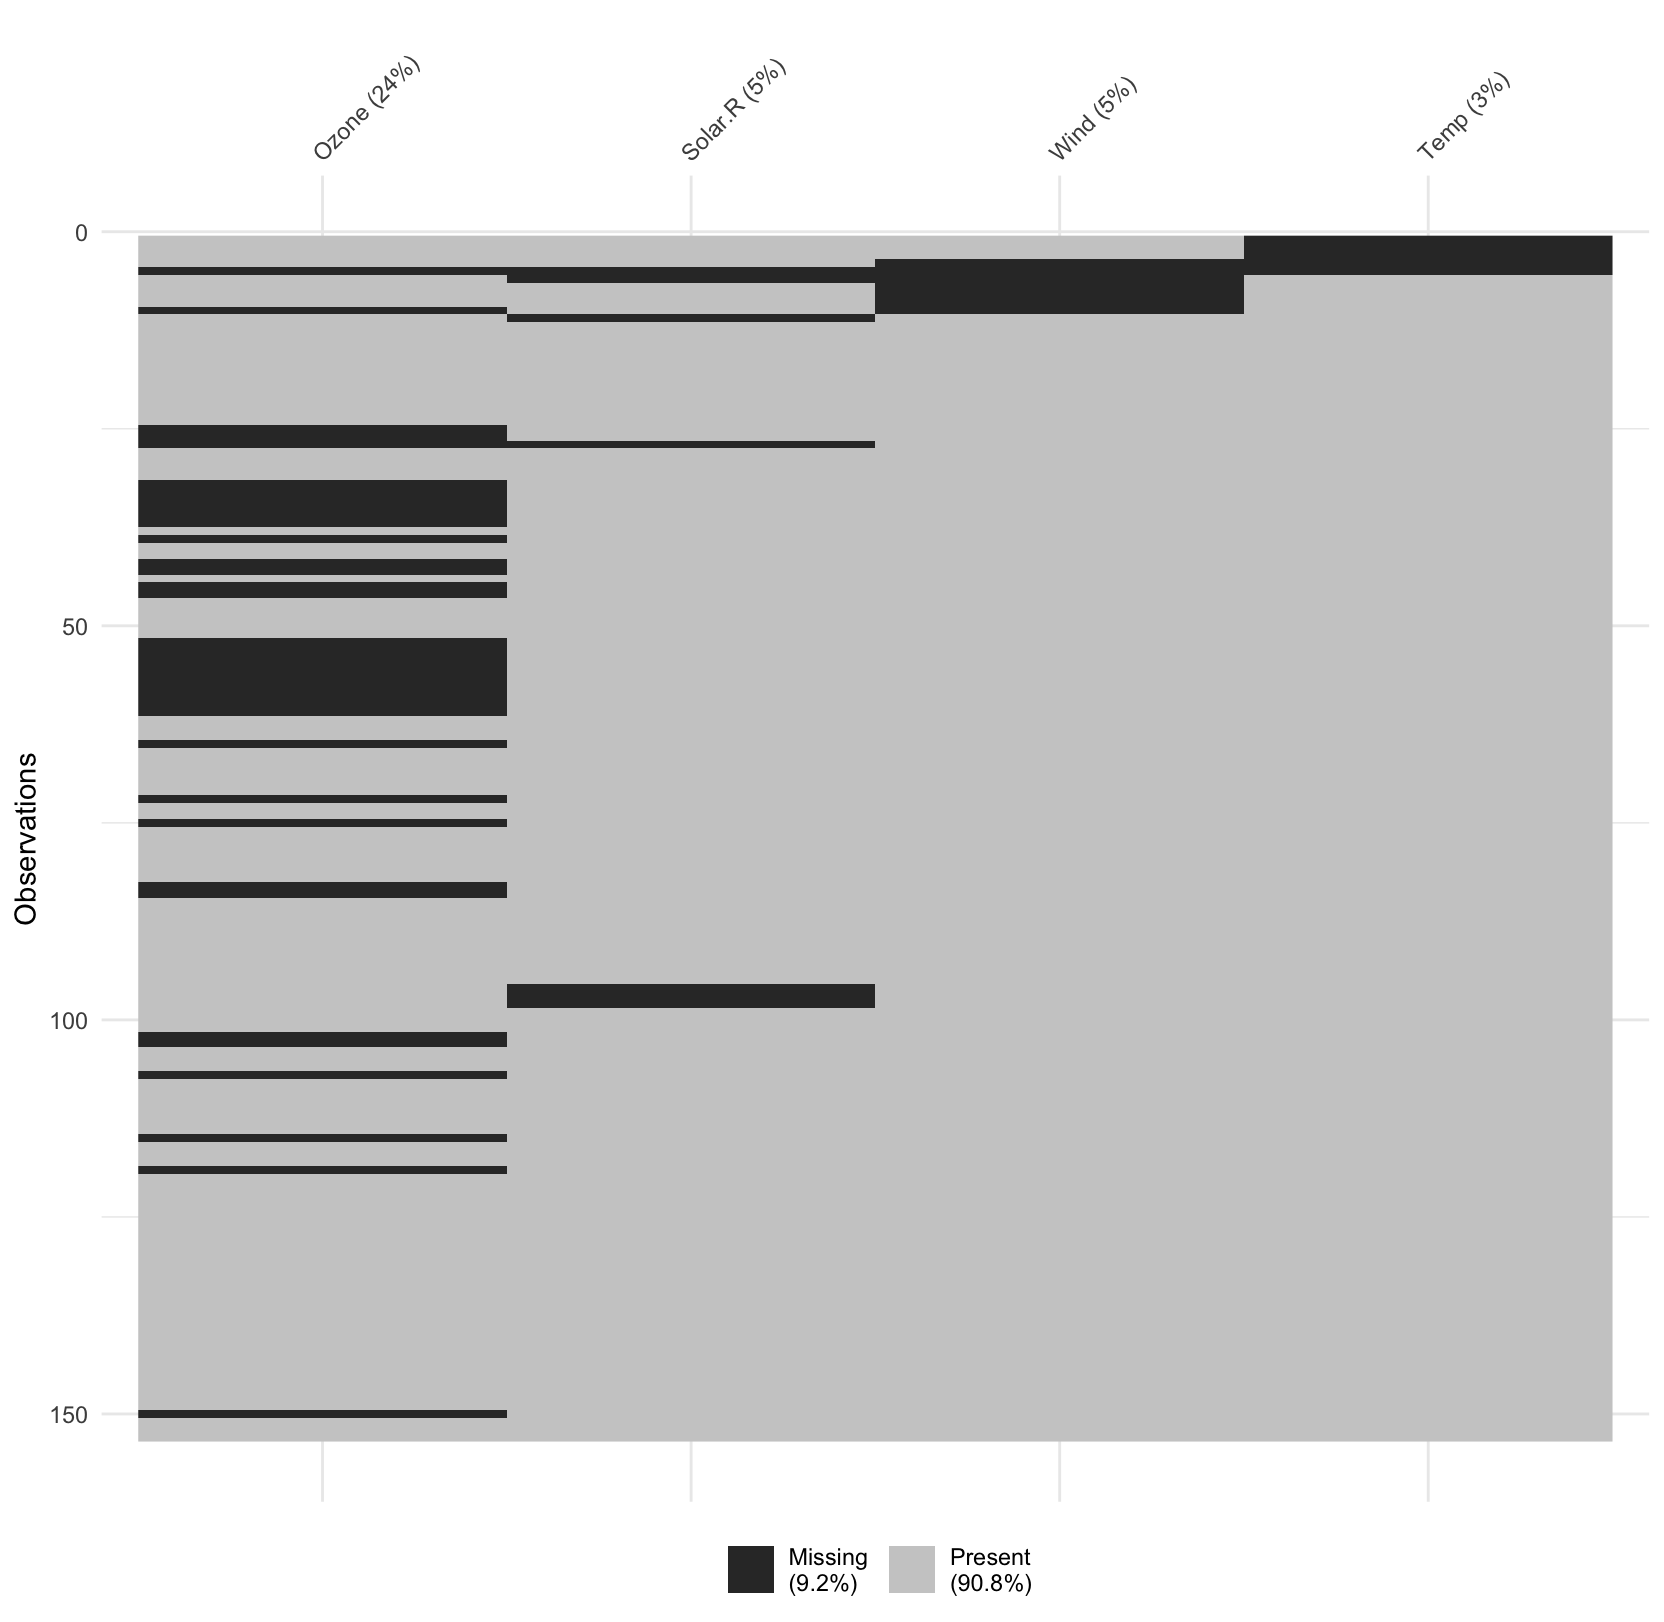 Ozone (24%)
Solar.R (5%)
Wind (5%)
Temp (3%)
0
50
100
150
Observations
Missing
(9.2%)
Present
(90.8%)